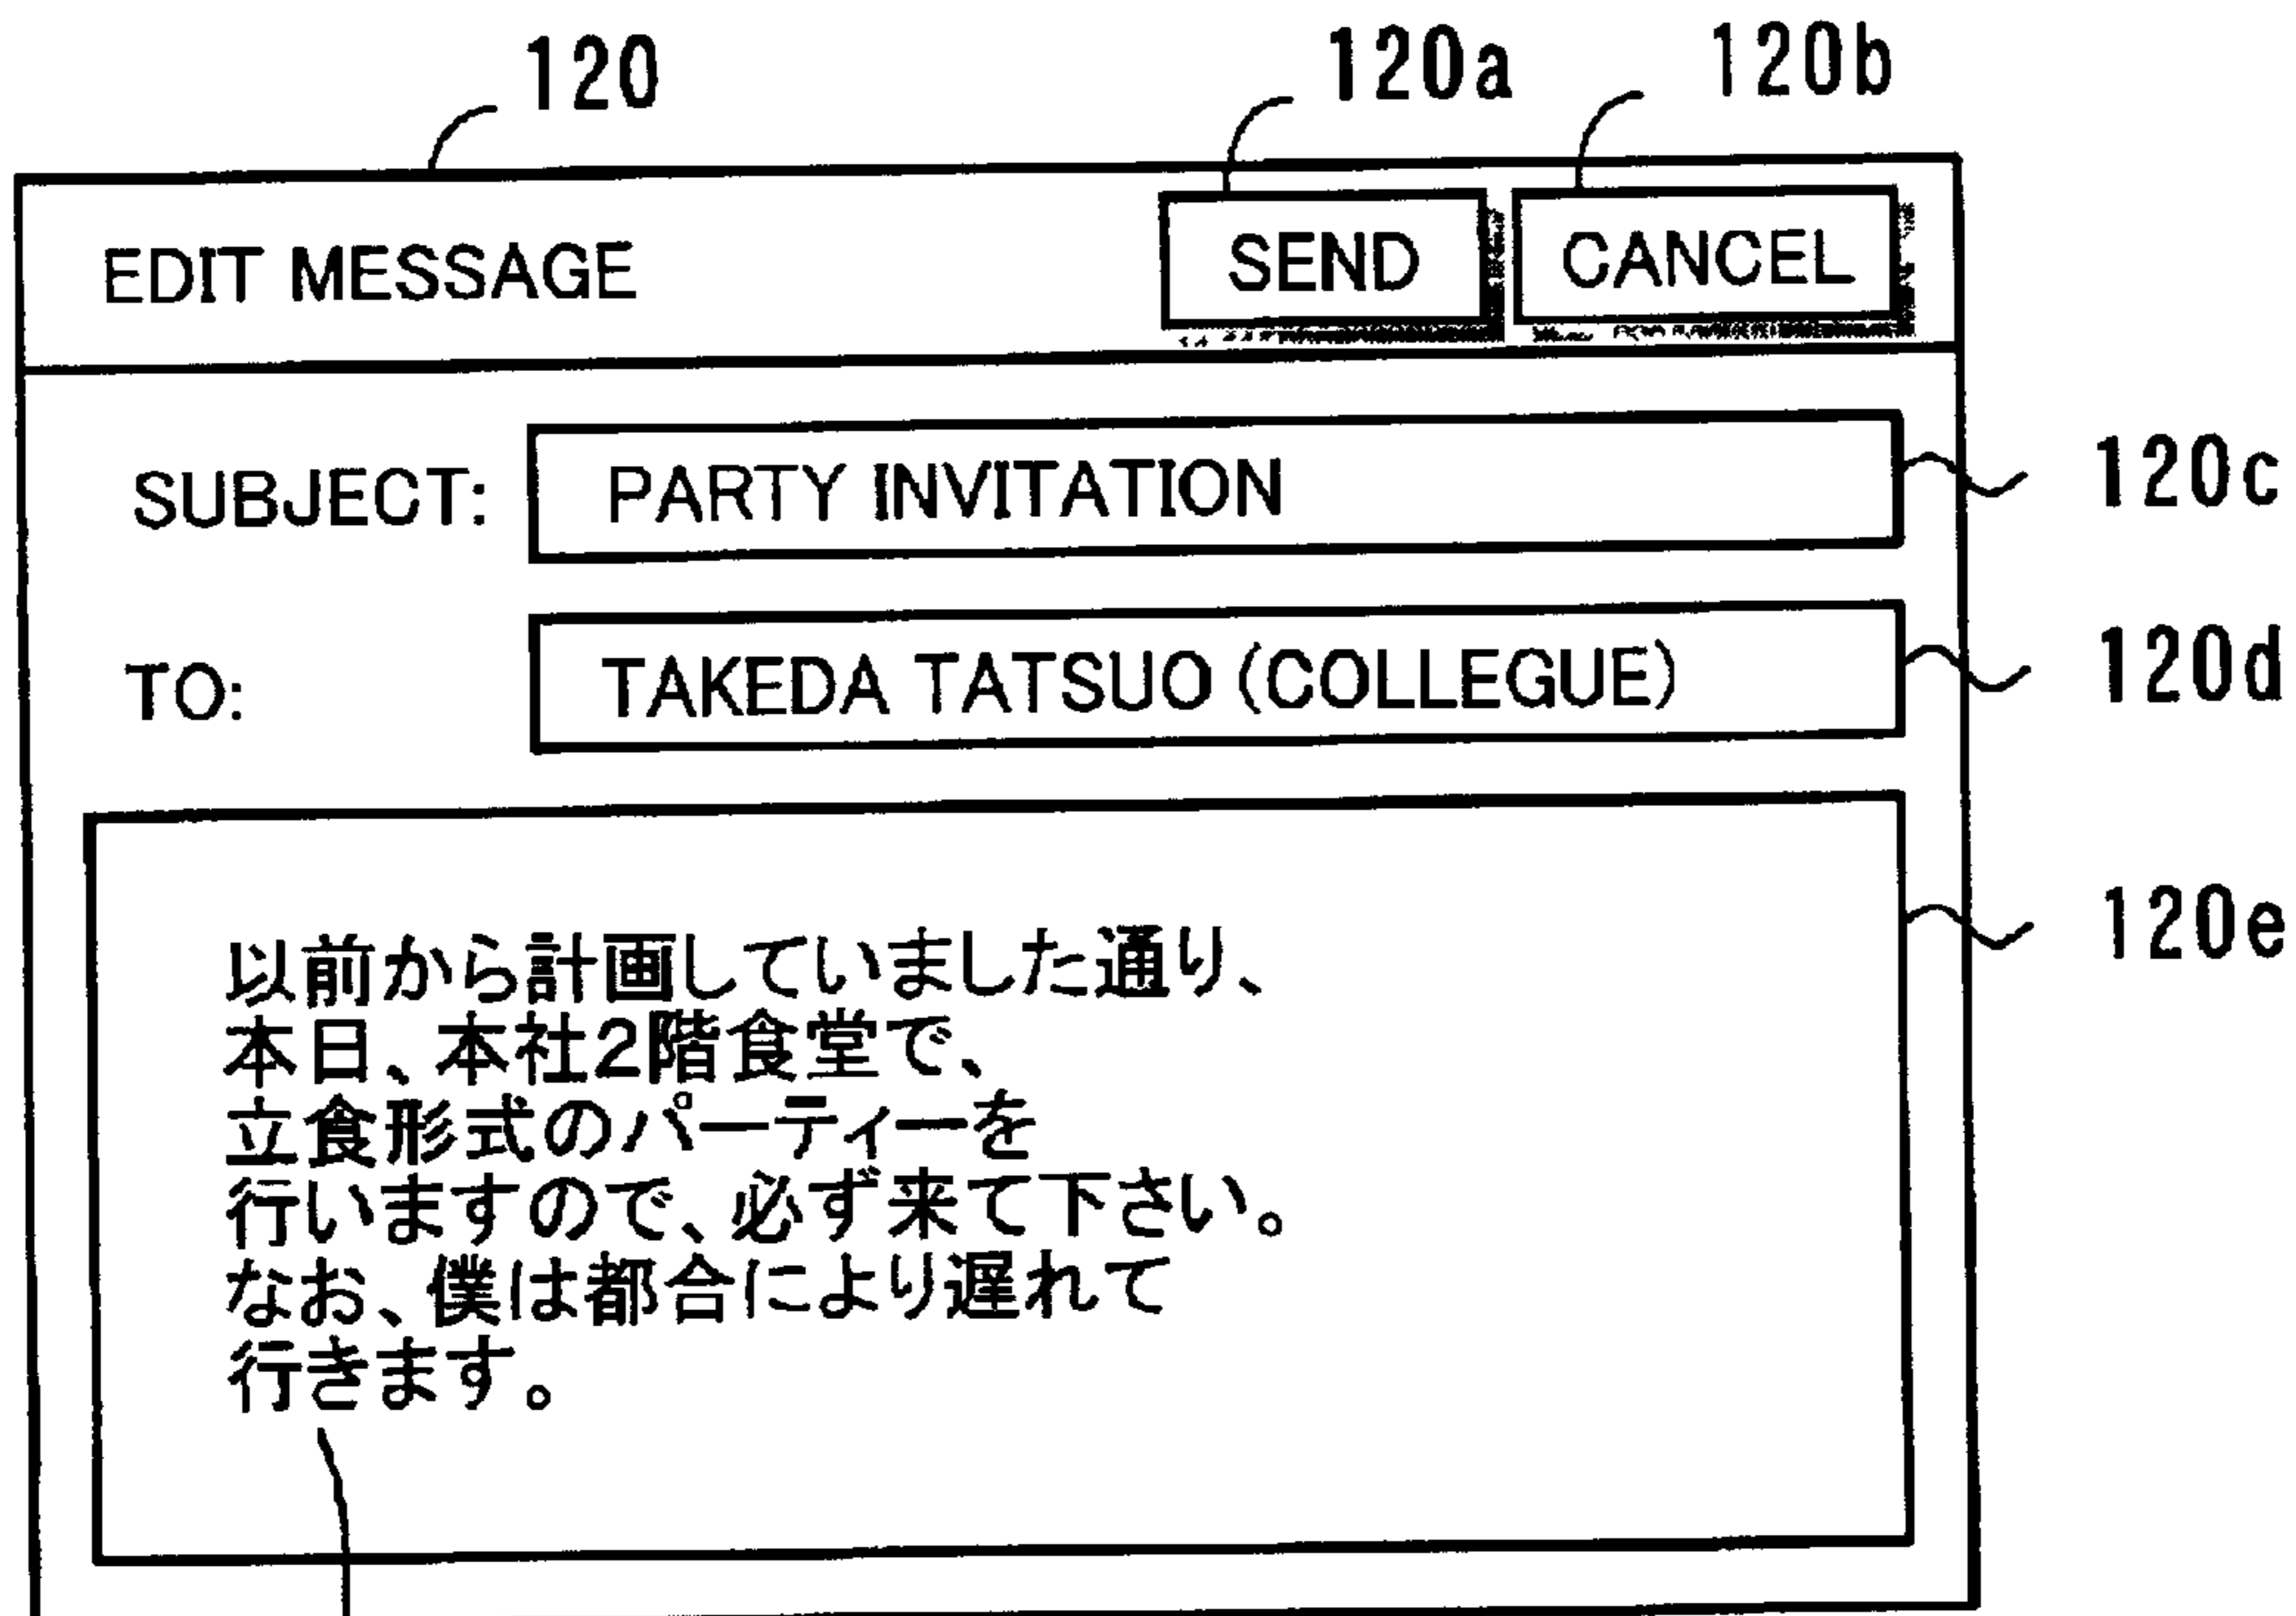 120 120a 120b
EDIT MESSAGE SEND CANCEL
SUBJECT: PARTY INVITATION 120c
TO: TAKEDA TATSUO (COLLEGUE) 120d
120e
以前から計画していました通り、
本日、本社2階食堂で、
立食形式のパーティーを
行いますので、必ず来て下さい。
なお、僕は都合により遅れて
行きます。